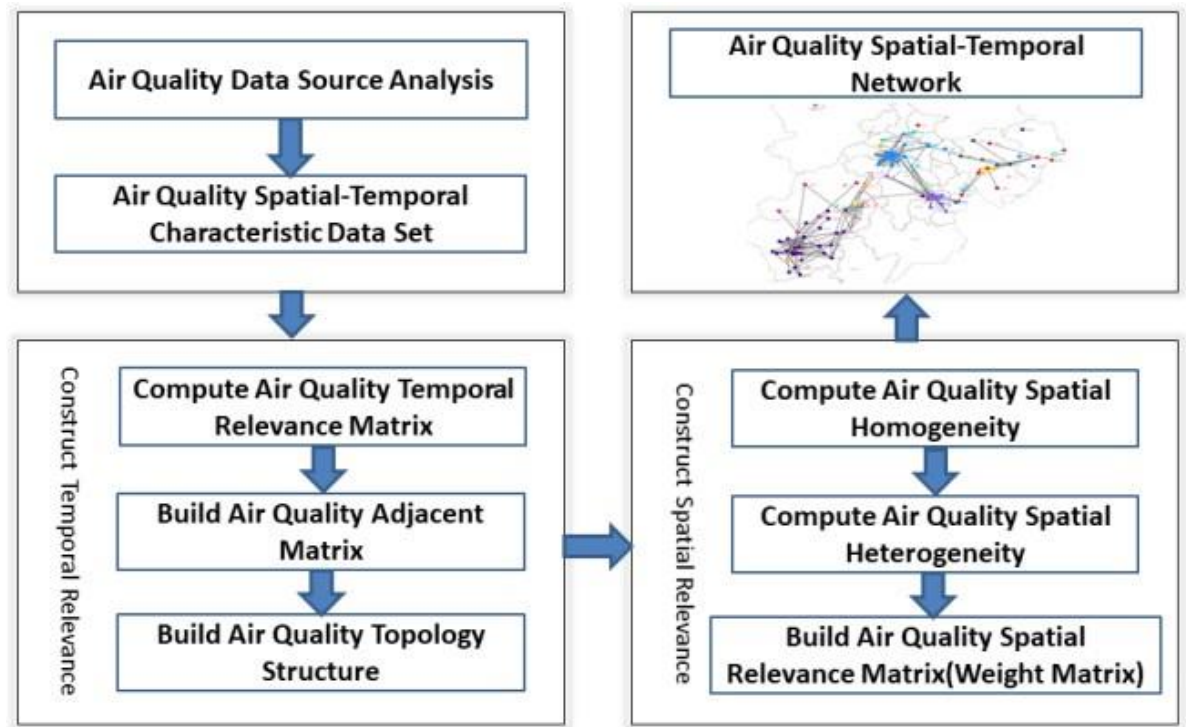 Air Quality Data Source Analysis
Air Quality Spatial-Temporal
Characteristic Data Set
Construct Temporal Relevance
Compute Air Quality Temporal
Relevance Matrix
Build Air Quality Adjacent
Matrix
Build Air Quality Topology
Structure
Construct Spatial Relevance
Compute Air Quality Spatial
Homogeneity
Compute Air Quality Spatial
Heterogeneity
Build Air Quality Spatial
Relevance Matrix(Weight Matrix)
Air Quality Spatial-Temporal
Network